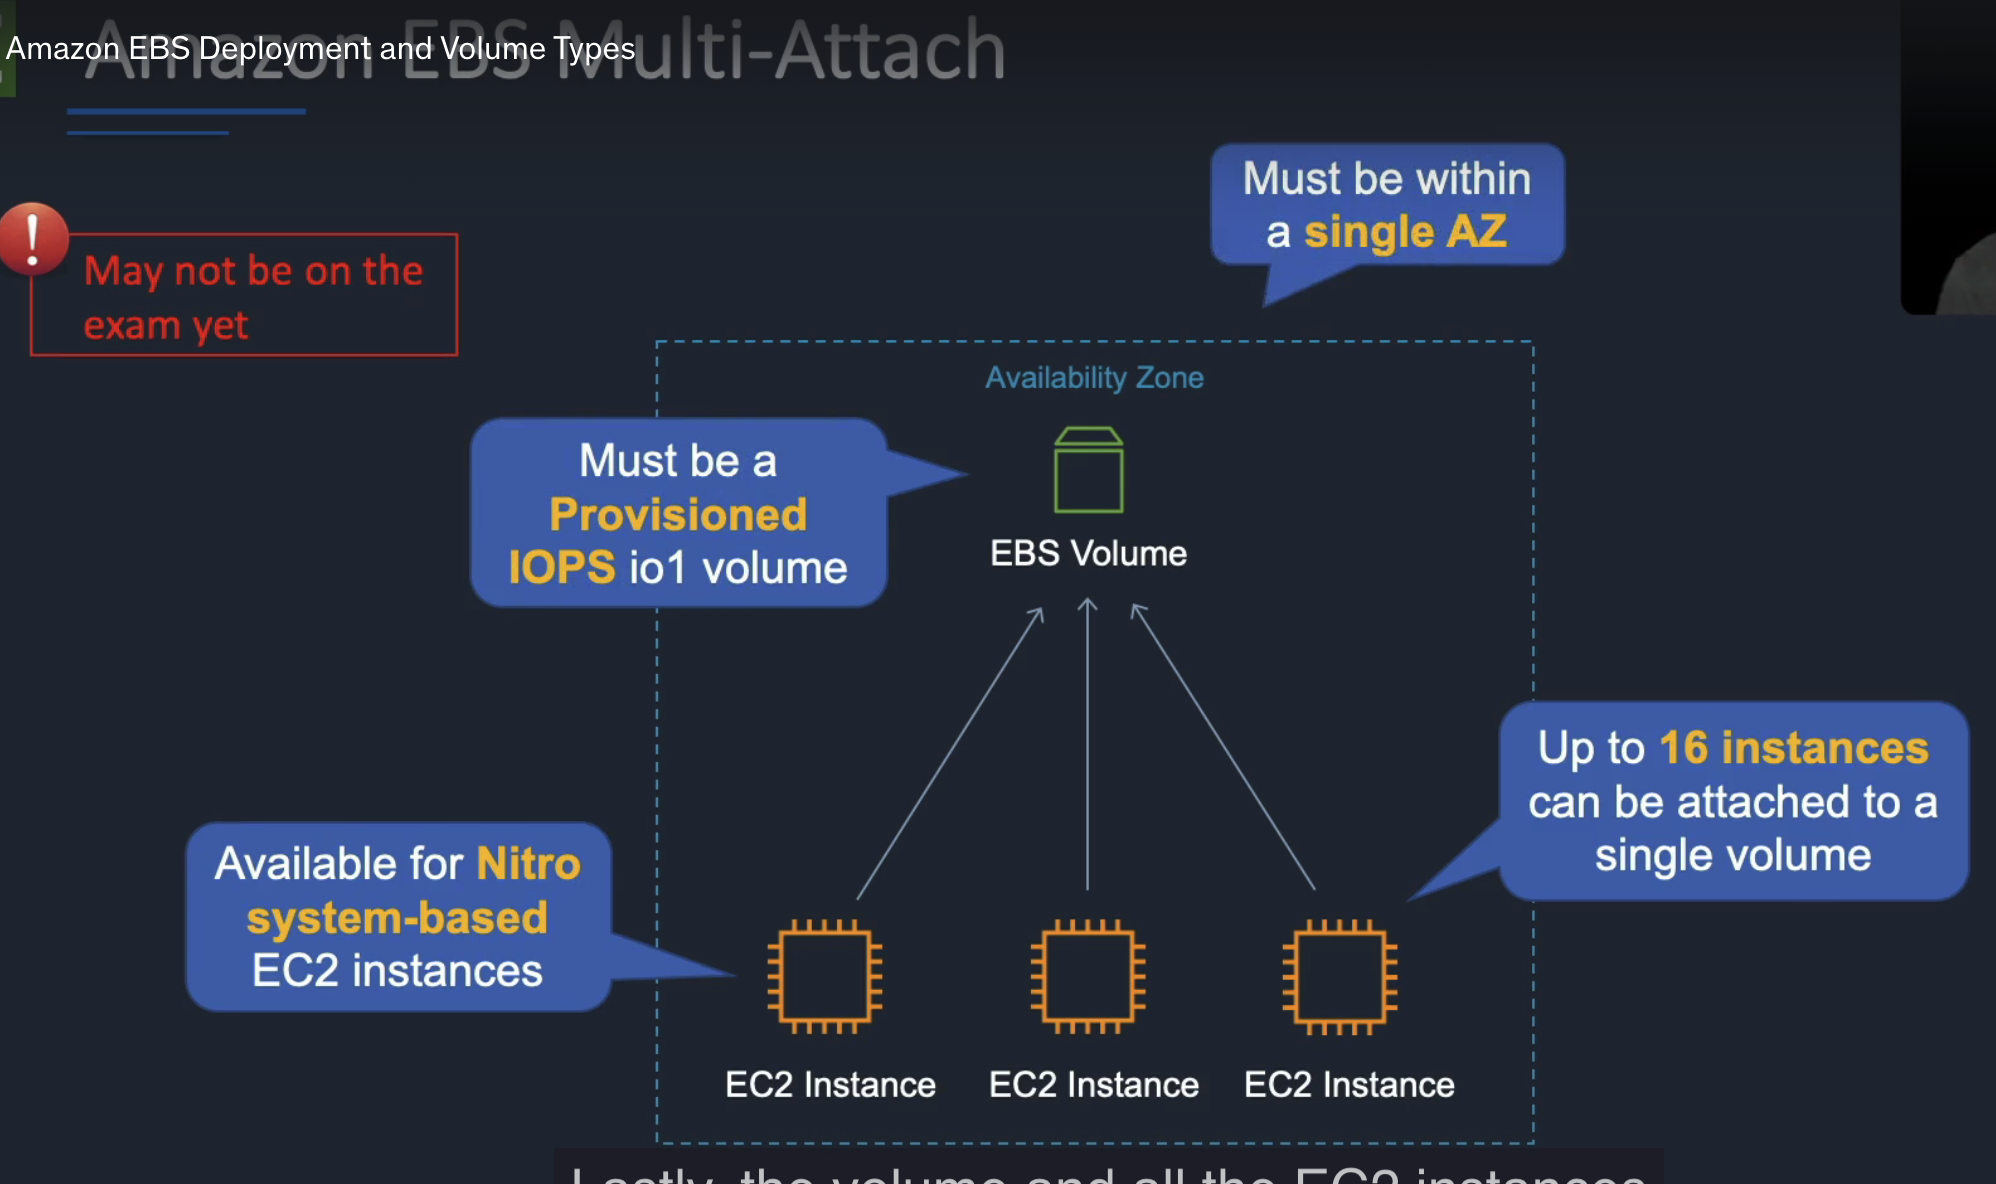 Amazon EBS Deployment and Volume Types
Amazon EBS Multi-Attach
Must be within
a single AZ
!
May not be on the
exam yet
Availability Zone
Must be a
Provisioned
IOPS io1 volume
EBS Volume
Up to 16 instances
can be attached to a
single volume
Available for Nitro
system-based
EC2 instances
EC2 Instance
EC2 Instance
EC2 Instance
Lastly, the volume and all the EC2 instances